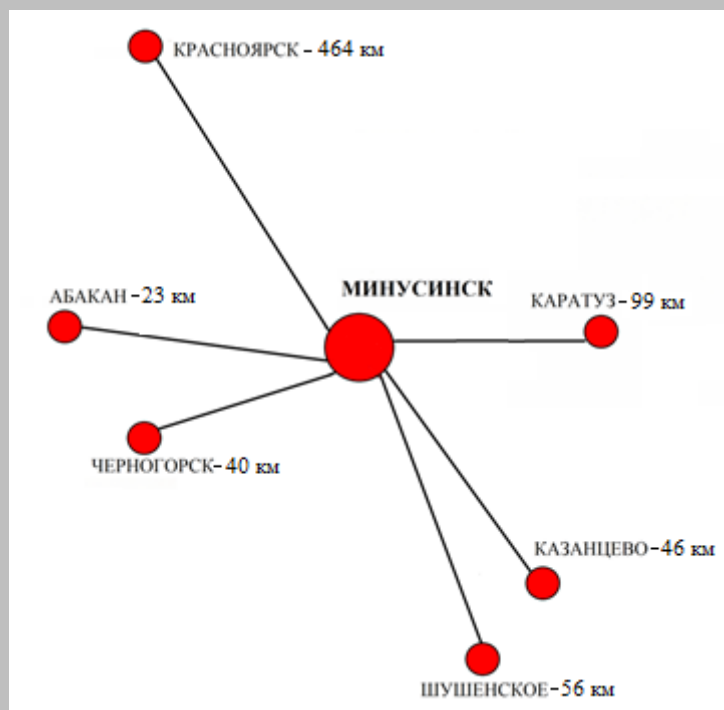 КРАСНОЯРСК - 464 км
АБАКАН -23 км
МИНУСИНСК
КАРАТУЗ-99 км
ЧЕРНОГОРСК-40 км
КАЗАНЦЕВО-46 км
ШУШЕНСКОЕ-56 км